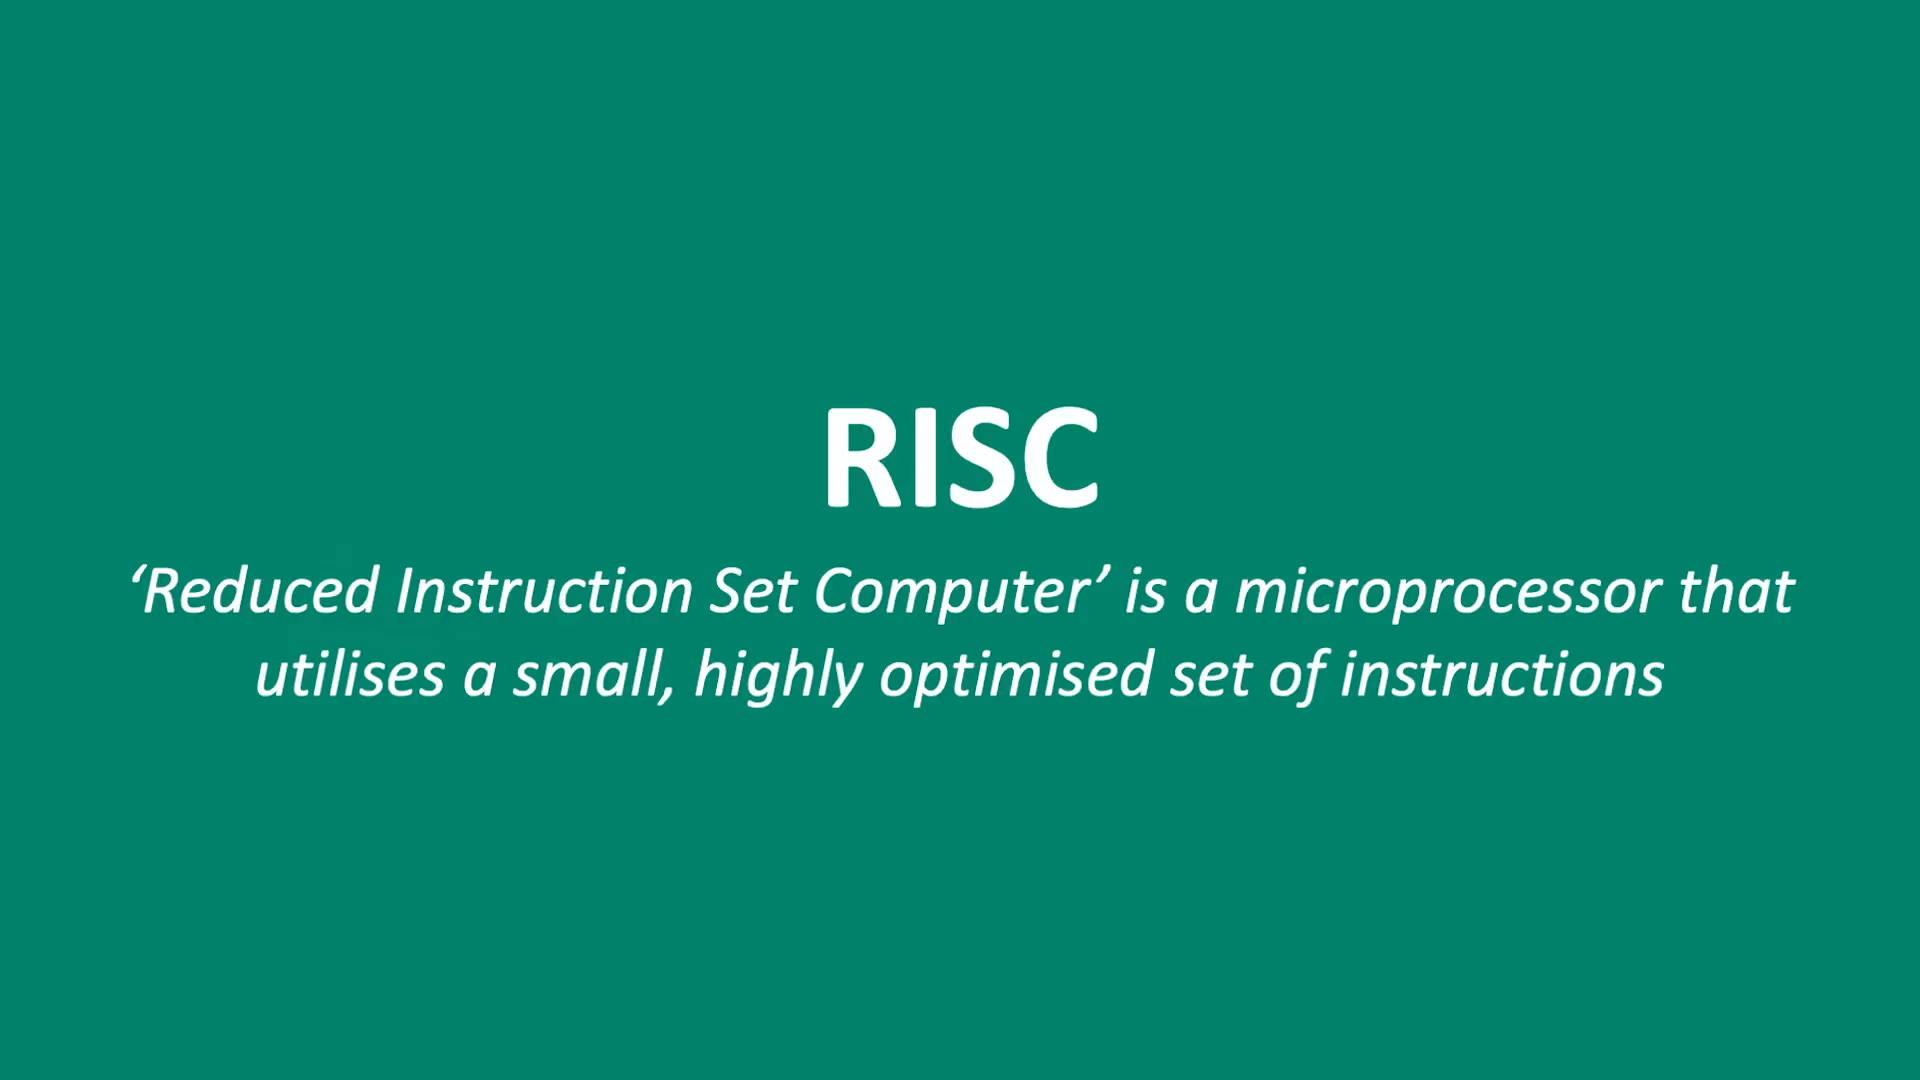 RISC
‘Reduced Instruction Set Computer’ is a microprocessor that
utilises a small, highly optimised set of instructions